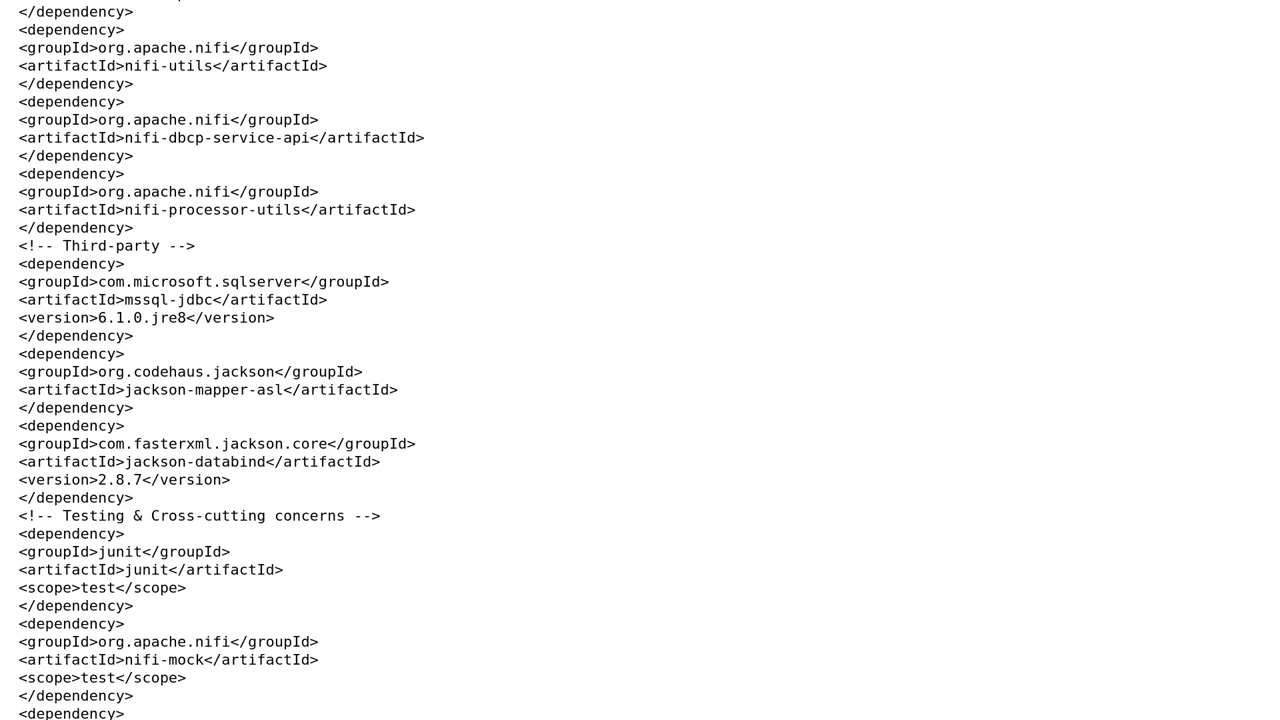 </dependency>
<dependency>
<groupId>org.apache.nifi</groupId>
<artifactId>nifi-utils</artifactId>
</dependency>
<dependency>
<groupId>org.apache.nifi</groupId>
<artifactId>nifi-dbcp-service-api</artifactId>
</dependency>
<dependency>
<groupId>org.apache.nifi</groupId>
<artifactId>nifi-processor-utils</artifactId>
</dependency>
<!-- Third-party -->
<dependency>
<groupId>com.microsoft.sqlserver</groupId>
<artifactId>mssql-jdbc</artifactId>
<version>6.1.0.jre8</version>
</dependency>
<dependency>
<groupId>org.codehaus.jackson</groupId>
<artifactId>jackson-mapper-asl</artifactId>
</dependency>
<dependency>
<groupId>com.fasterxml.jackson.core</groupId>
<artifactId>jackson-databind</artifactId>
<version>2.8.7</version>
</dependency>
<!-- Testing & Cross-cutting concerns -->
<dependency>
<groupId>junit</groupId>
<artifactId>junit</artifactId>
<scope>test</scope>
</dependency>
<dependency>
<groupId>org.apache.nifi</groupId>
<artifactId>nifi-mock</artifactId>
<scope>test</scope>
</dependency>
<dependency>